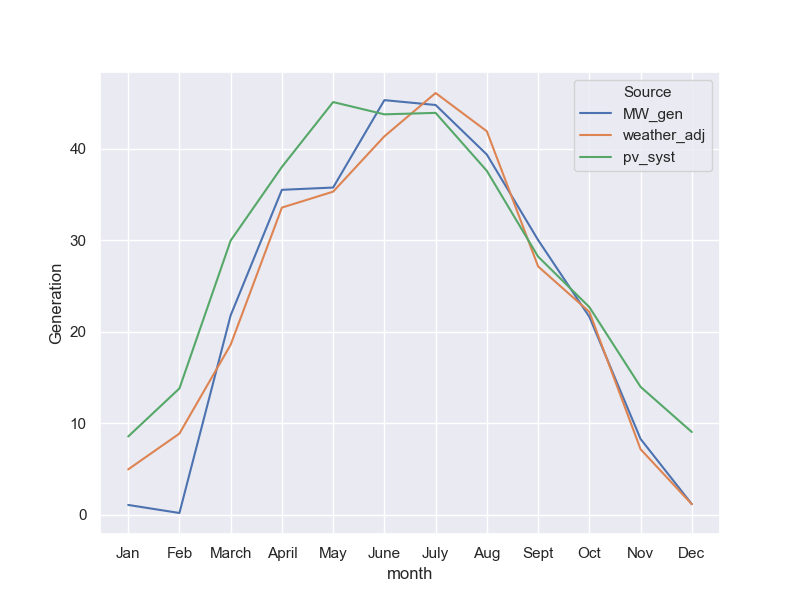 Source
MW_gen
weather_adj
pv_syst
40
30
20
10
0
Generation
Jan Feb March April May June July Aug Sept Oct Nov Dec
month